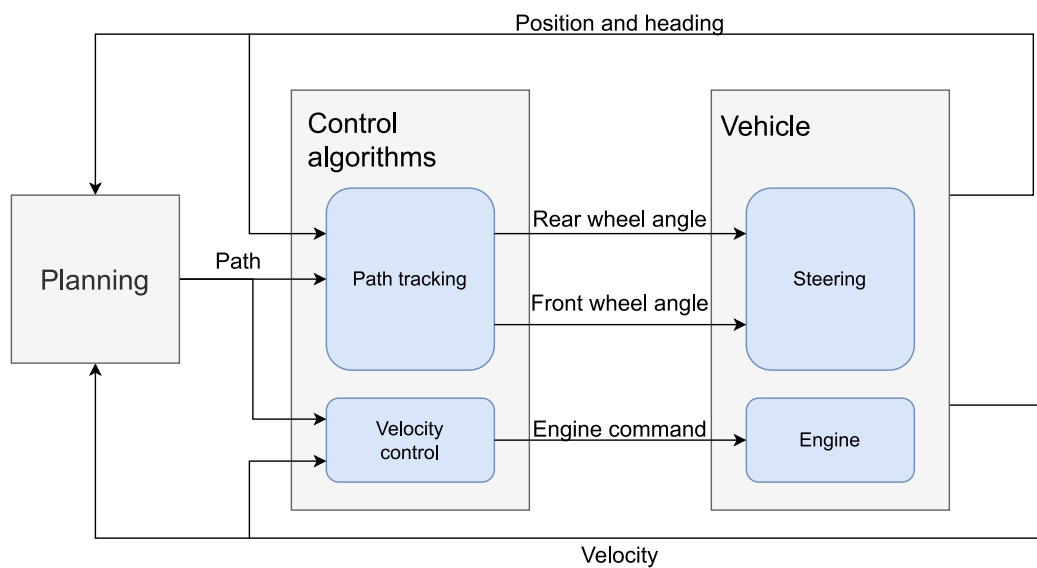 Position and heading
Control
algorithms
Vehicle
Rear wheel angle
Path
Planning
Path tracking
Steering
Front wheel angle
Velocity
control
Engine command
Engine
Velocity